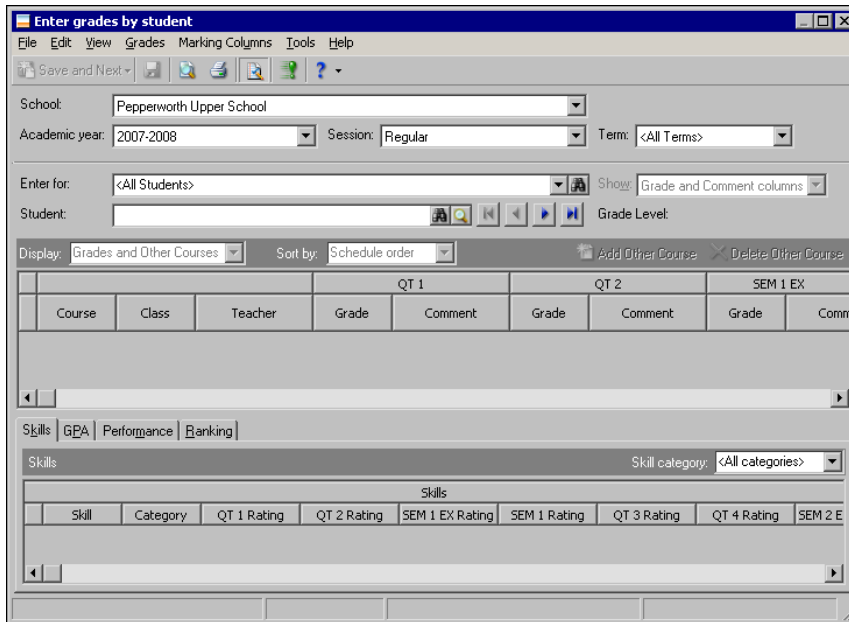 Enter grades by student
File Edit View Grades Marking Columns Tools Help
Save and Next
School: Pepperworth Upper School
Academic year: 2007-2008 Session: Regular Term: <All Terms>
Enter for: <All Students> Show: Grade and Comment columns
Student: Grade Level:
Display: Grades and Other Courses Sort by: Schedule order Add Other Course Delete Other Course
QT 1 QT 2 SEM 1 EX
Course Class Teacher Grade Comment Grade Comment Grade Comm
Skills GPA Performance Ranking
Skills Skill category: <All categories>
Skills
Skill Category QT 1 Rating QT 2 Rating SEM 1 EX Rating SEM 1 Rating QT 3 Rating QT 4 Rating SEM 2 E